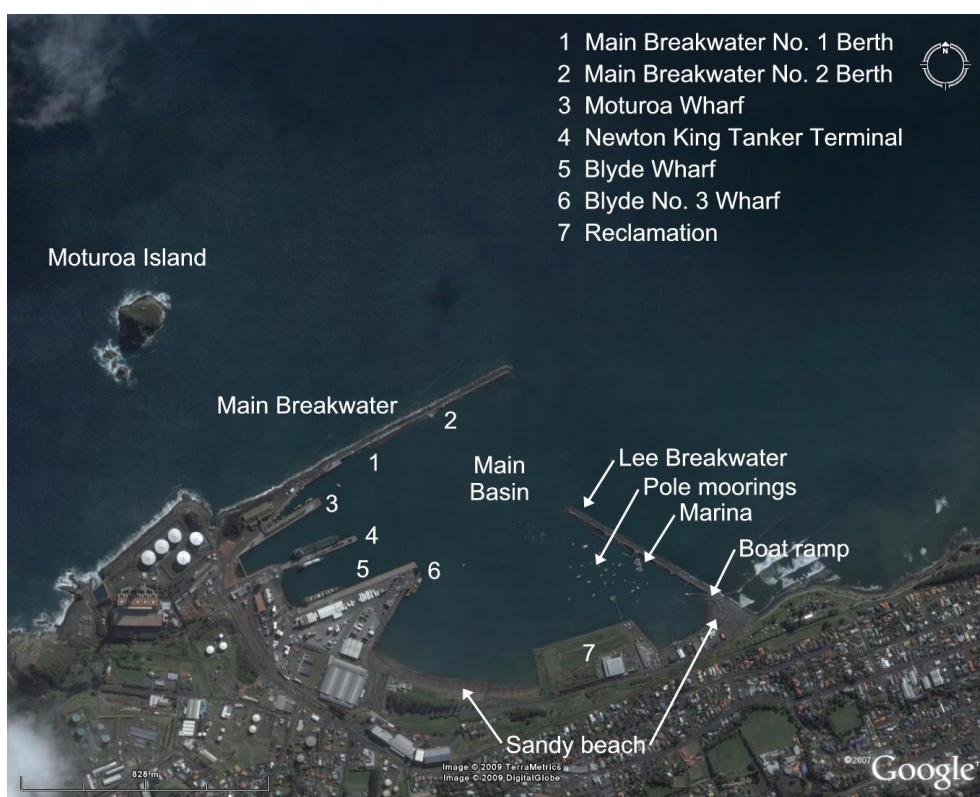 1 Main Breakwater No. 1 Berth
2 Main Breakwater No. 2 Berth
3 Moturoa Wharf
4 Newton King Tanker Terminal
5 Blyde Wharf
6 Blyde No. 3 Wharf
7 Reclamation
N
Moturoa Island
Main Breakwater
2
1
Main
Basin
Lee Breakwater
Pole moorings
Marina
3
4
Boat ramp
5
6
7
Sandy beach
828 m
Image © 2009 TerraMetrics
Image © 2009 DigitalGlobe
©2007 Google